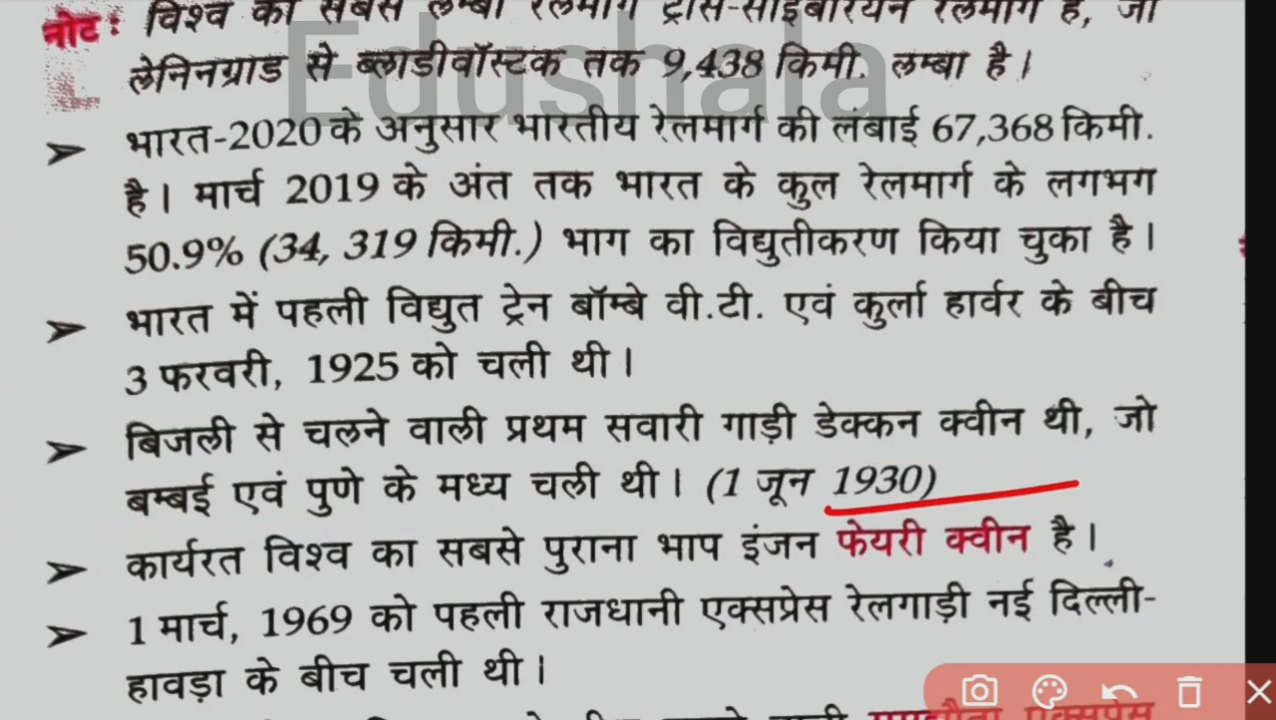 नोट: विश्व का सबसे लम्बा रेलमार्ग ट्रांस-साइबेरियन रेलमार्ग है, जो
लेनिनग्राड से ब्लाडीवॉस्टक तक 9,438 किमी. लम्बा है।
Edushala
➤ भारत-2020 के अनुसार भारतीय रेलमार्ग की लंबाई 67,368 किमी.
है। मार्च 2019 के अंत तक भारत के कुल रेलमार्ग के लगभग
50.9% (34, 319 किमी.) भाग का विद्युतीकरण किया चुका है।
➤ भारत में पहली विद्युत ट्रेन बॉम्बे वी.टी. एवं कुर्ला हार्वर के बीच
3 फरवरी, 1925 को चली थी।
➤ बिजली से चलने वाली प्रथम सवारी गाड़ी डेक्कन क्वीन थी, जो
बम्बई एवं पुणे के मध्य चली थी। (1 जून 1930)
➤ कार्यरत विश्व का सबसे पुराना भाप इंजन फेयरी क्वीन है।
➤ 1 मार्च, 1969 को पहली राजधानी एक्सप्रेस रेलगाड़ी नई दिल्ली-
हावड़ा के बीच चली थी।